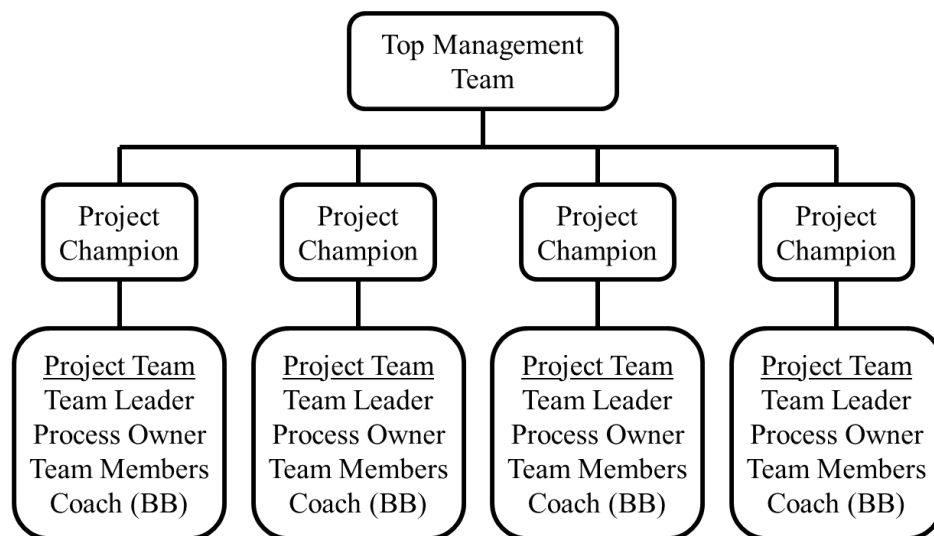 Top Management
Team
Project
Champion
Project
Champion
Project
Champion
Project
Champion
Project Team
Team Leader
Process Owner
Team Members
Coach (BB)
Project Team
Team Leader
Process Owner
Team Members
Coach (BB)
Project Team
Team Leader
Process Owner
Team Members
Coach (BB)
Project Team
Team Leader
Process Owner
Team Members
Coach (BB)